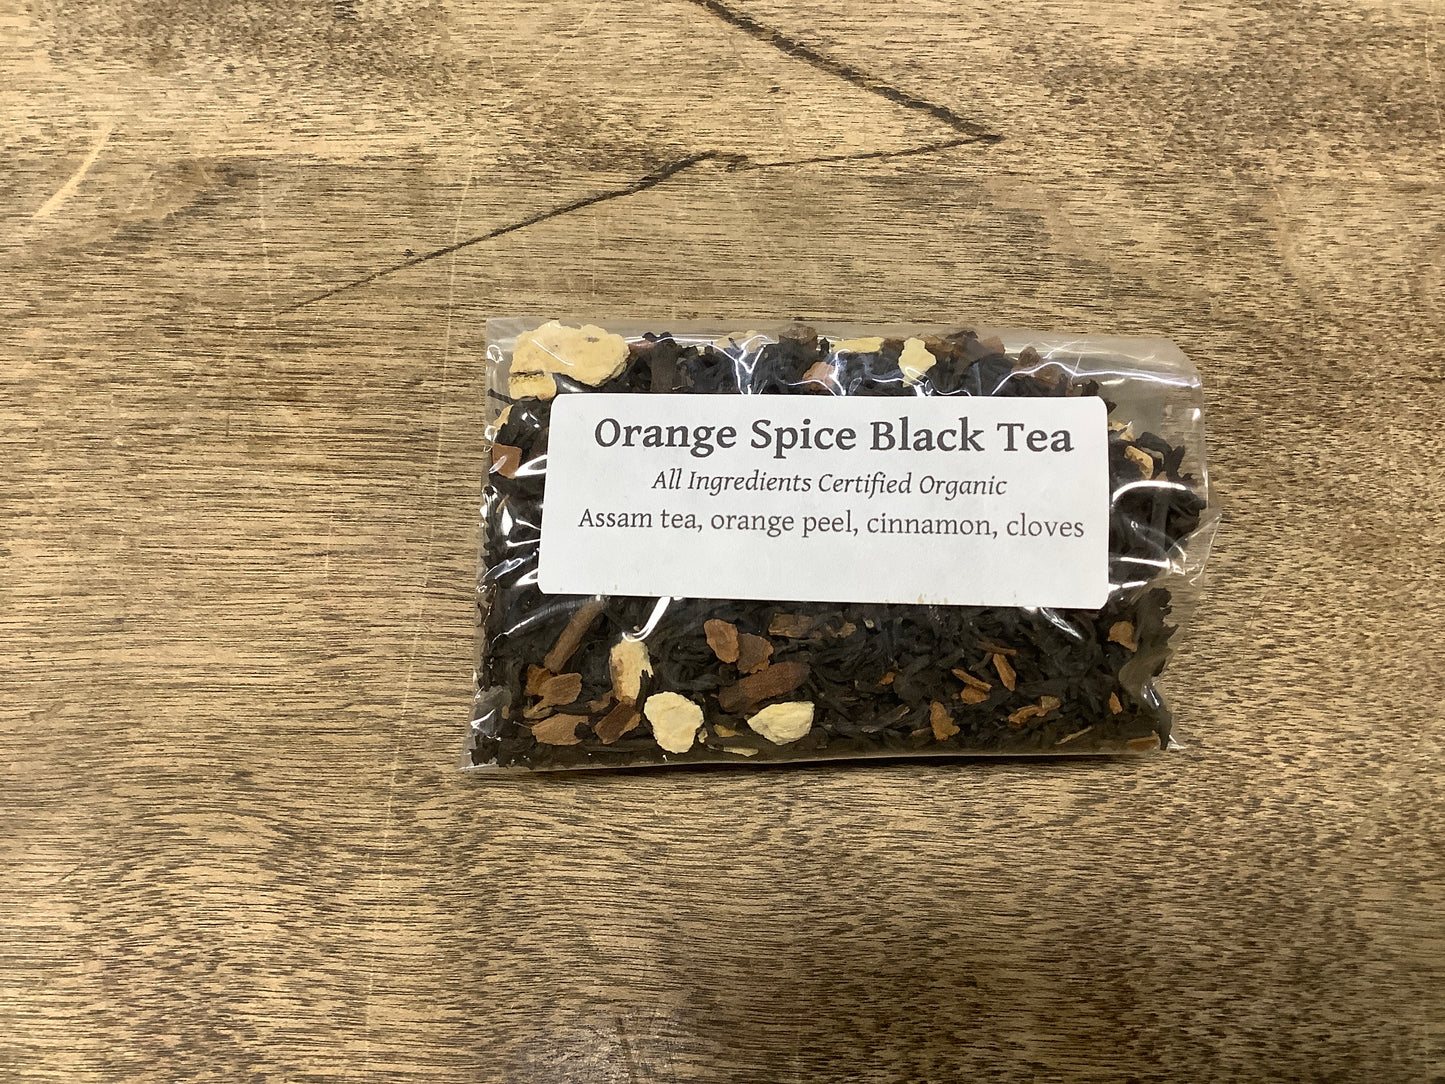 Orange Spice Black Tea
All Ingredients Certified Organic
Assam tea, orange peel, cinnamon, cloves